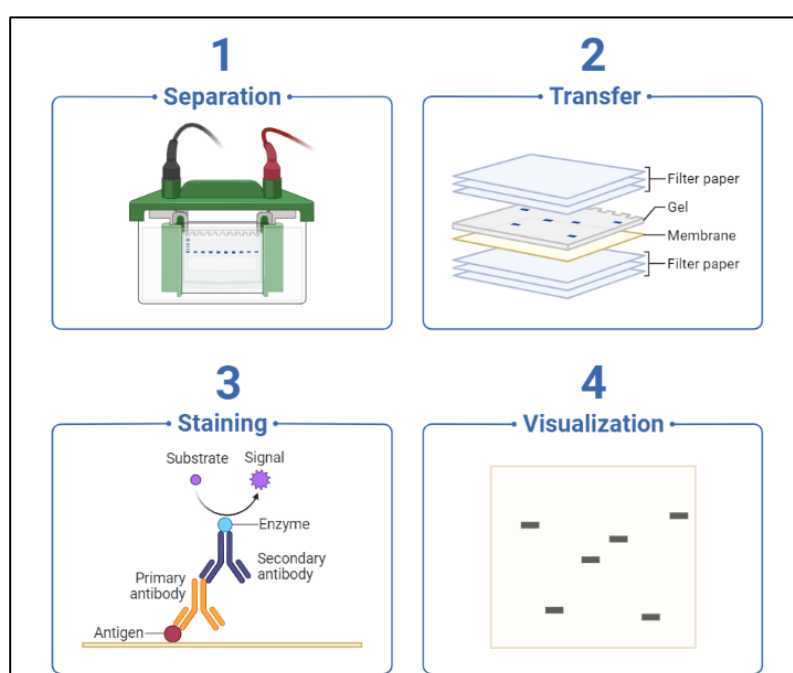 1
Separation
2
Transfer
Filter paper
Gel
Membrane
Filter paper
3
Staining
Substrate
Signal
Enzyme
Secondary
antibody
Primary
antibody
Antigen
4
Visualization